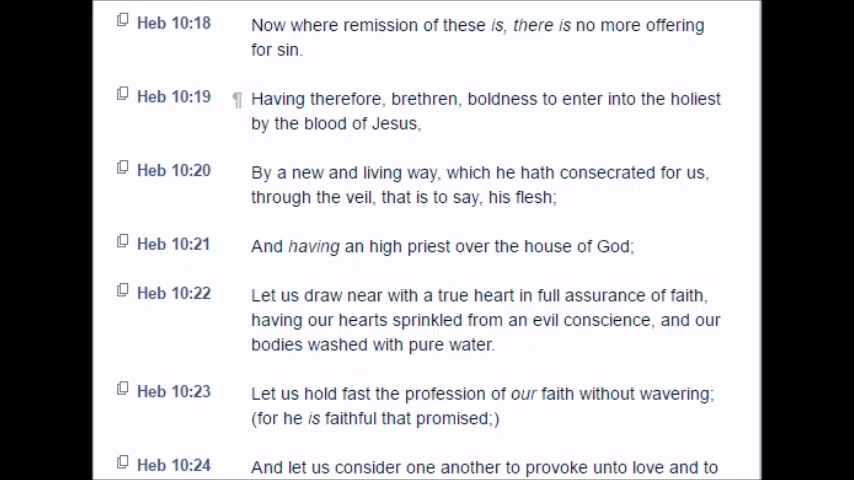 Heb 10:18 Now where remission of these is, there is no more offering
for sin.
Heb 10:19 ¶ Having therefore, brethren, boldness to enter into the holiest
by the blood of Jesus,
Heb 10:20 By a new and living way, which he hath consecrated for us,
through the veil, that is to say, his flesh;
Heb 10:21 And having an high priest over the house of God;
Heb 10:22 Let us draw near with a true heart in full assurance of faith,
having our hearts sprinkled from an evil conscience, and our
bodies washed with pure water.
Heb 10:23 Let us hold fast the profession of our faith without wavering;
(for he is faithful that promised;)
Heb 10:24 And let us consider one another to provoke unto love and to